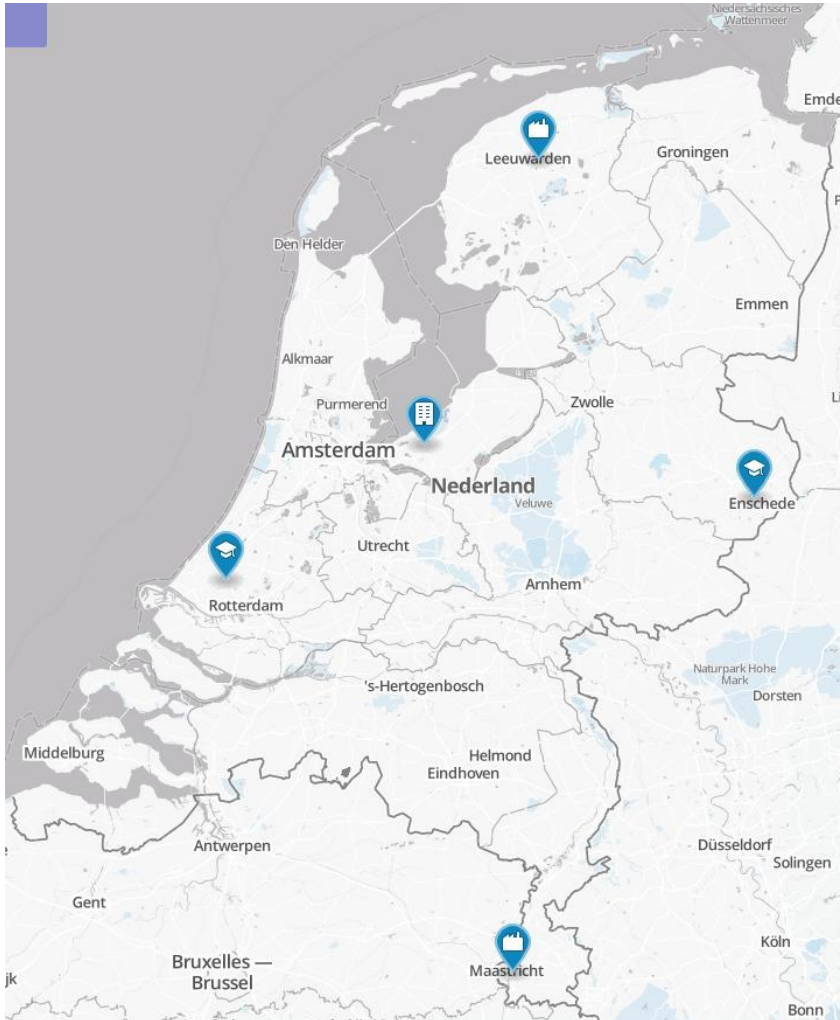 Niedersächsisches
Wattenmeer
Leeuwarden
Groningen
Den Helder
Emmen
Alkmaar
Purmerend
Zwolle
Amsterdam
Nederland
Veluwe
Enschede
Utrecht
Arnhem
Rotterdam
Naturpark Hohe
Mark
's-Hertogenbosch
Dorsten
Middelburg
Helmond
Eindhoven
Antwerpen
Düsseldorf
Solingen
Gent
Köln
Bruxelles —
Brussel
Maastricht
Bonn